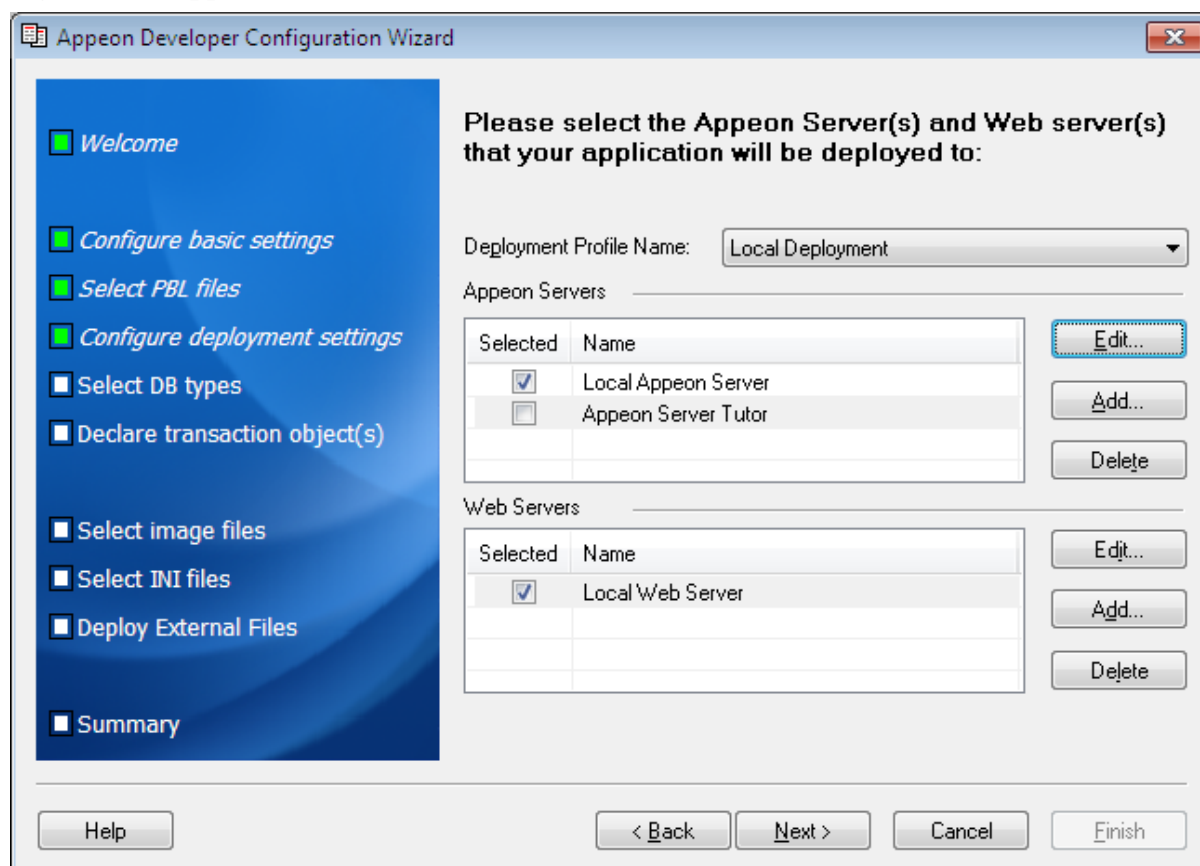 Appeon Developer Configuration Wizard
Welcome
Configure basic settings
Select PBL files
Configure deployment settings
Select DB types
Declare transaction object(s)
Select image files
Select INI files
Deploy External Files
Summary
Please select the Appeon Server(s) and Web server(s)
that your application will be deployed to:
Deployment Profile Name: Local Deployment
Appeon Servers
Selected Name
Local Appeon Server
Appeon Server Tutor
Edit...
Add...
Delete
Web Servers
Selected Name
Local Web Server
Edit...
Add...
Delete
Help < Back Next > Cancel Finish